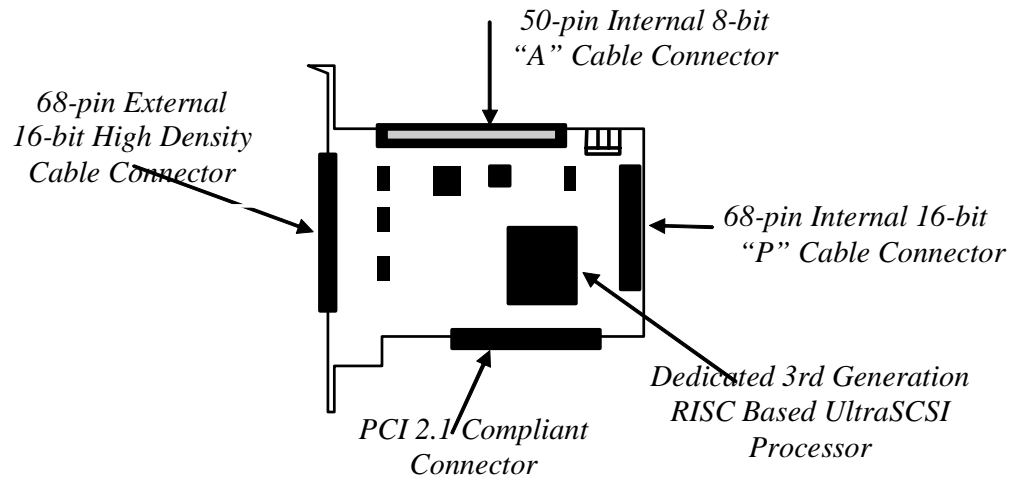 50-pin Internal 8-bit
“A” Cable Connector
68-pin External
16-bit High Density
Cable Connector
68-pin Internal 16-bit
“P” Cable Connector
Dedicated 3rd Generation
RISC Based UltraSCSI
Processor
PCI 2.1 Compliant
Connector